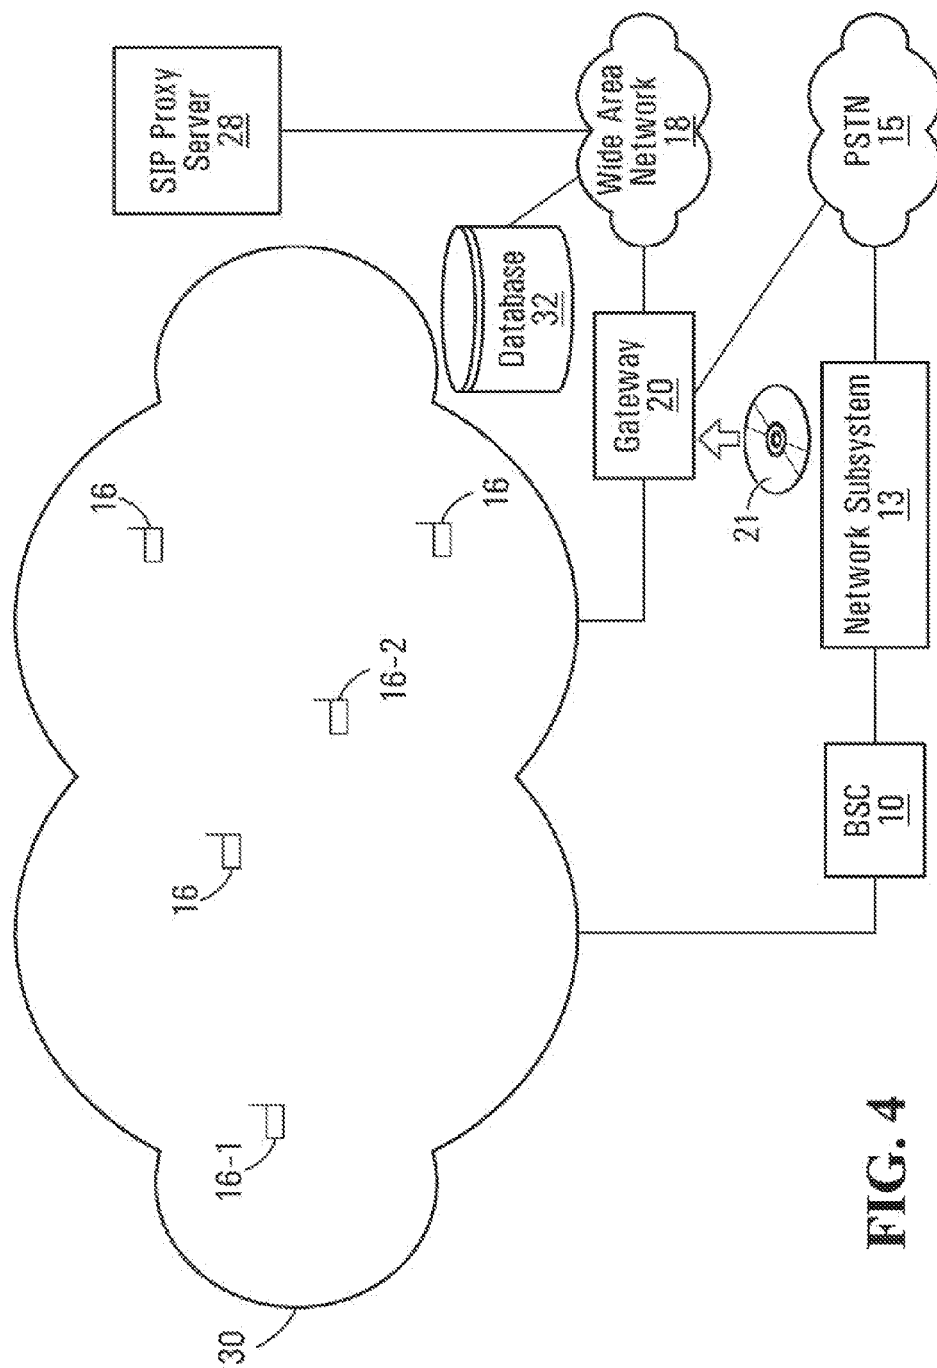 30
16-1
16
16-2
16
16
SIP Proxy
Server
28
Database
32
Wide Area
Network
18
Gateway
20
21
BSC
10
Network Subsystem
13
PSTN
15
FIG. 4